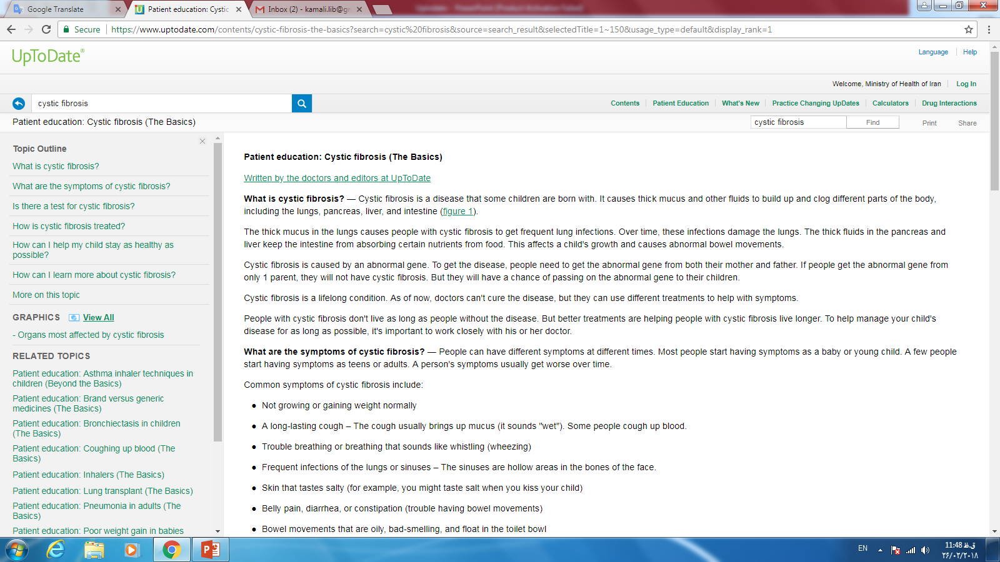 Google Translate
Patient education: Cystic
Inbox (2) - kamali.lib@gm
Secure
https://www.uptodate.com/contents/cystic-fibrosis-the-basics?search=cystic%20fibrosis&source=search_result&selectedTitle=1~150&usage_type=default&display_rank=1
UpToDate®
Language
Help
Welcome, Ministry of Health of Iran
Log In
cystic fibrosis
Contents
Patient Education
What's New
Practice Changing UpDates
Calculators
Drug Interactions
Patient education: Cystic fibrosis (The Basics)
cystic fibrosis
Find
Print
Share
Topic Outline
What is cystic fibrosis?
What are the symptoms of cystic fibrosis?
Is there a test for cystic fibrosis?
How is cystic fibrosis treated?
How can I help my child stay as healthy as
possible?
How can I learn more about cystic fibrosis?
More on this topic
GRAPHICS View All
- Organs most affected by cystic fibrosis
RELATED TOPICS
Patient education: Asthma inhaler techniques in
children (Beyond the Basics)
Patient education: Brand versus generic
medicines (The Basics)
Patient education: Bronchiectasis in children
(The Basics)
Patient education: Coughing up blood (The
Basics)
Patient education: Inhalers (The Basics)
Patient education: Lung transplant (The Basics)
Patient education: Pneumonia in adults (The
Basics)
Patient education: Poor weight gain in babies
Patient education: Cystic fibrosis (The Basics)
Written by the doctors and editors at UpToDate
What is cystic fibrosis? — Cystic fibrosis is a disease that some children are born with. It causes thick mucus and other fluids to build up and clog different parts of the body,
including the lungs, pancreas, liver, and intestine (figure 1).
The thick mucus in the lungs causes people with cystic fibrosis to get frequent lung infections. Over time, these infections damage the lungs. The thick fluids in the pancreas and
liver keep the intestine from absorbing certain nutrients from food. This affects a child's growth and causes abnormal bowel movements.
Cystic fibrosis is caused by an abnormal gene. To get the disease, people need to get the abnormal gene from both their mother and father. If people get the abnormal gene from
only 1 parent, they will not have cystic fibrosis. But they will have a chance of passing on the abnormal gene to their children.
Cystic fibrosis is a lifelong condition. As of now, doctors can't cure the disease, but they can use different treatments to help with symptoms.
People with cystic fibrosis don't live as long as people without the disease. But better treatments are helping people with cystic fibrosis live longer. To help manage your child's
disease for as long as possible, it's important to work closely with his or her doctor.
What are the symptoms of cystic fibrosis? — People can have different symptoms at different times. Most people start having symptoms as a baby or young child. A few people
start having symptoms as teens or adults. A person's symptoms usually get worse over time.
Common symptoms of cystic fibrosis include:
● Not growing or gaining weight normally
● A long-lasting cough – The cough usually brings up mucus (it sounds "wet"). Some people cough up blood.
● Trouble breathing or breathing that sounds like whistling (wheezing)
● Frequent infections of the lungs or sinuses – The sinuses are hollow areas in the bones of the face.
● Skin that tastes salty (for example, you might taste salt when you kiss your child)
● Belly pain, diarrhea, or constipation (trouble having bowel movements)
● Bowel movements that are oily, bad-smelling, and float in the toilet bowl
EN
11:48 ق.ظ
۲۶/۰۲/۲۰۱۸